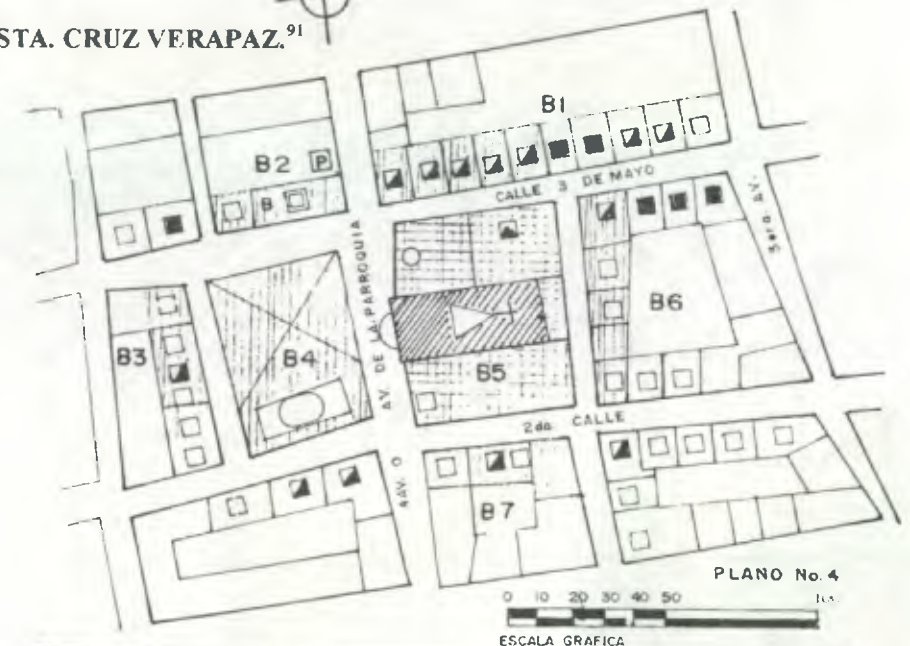 STA. CRUZ VERAPAZ.⁹¹
B1
B2
P
B
CALLE 3 DE MAYO
3era. AV.
AV. DE LA PARROQUIA
B3
B4
B5
B6
2da CALLE
4AV. O
B7
PLANO No. 4
0 10 20 30 40 50
ESCALA GRAFICA